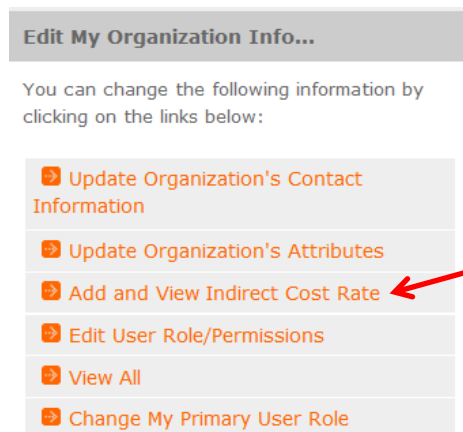 Edit My Organization Info...
You can change the following information by
clicking on the links below:
Update Organization's Contact
Information
Update Organization's Attributes
Add and View Indirect Cost Rate
Edit User Role/Permissions
View All
Change My Primary User Role